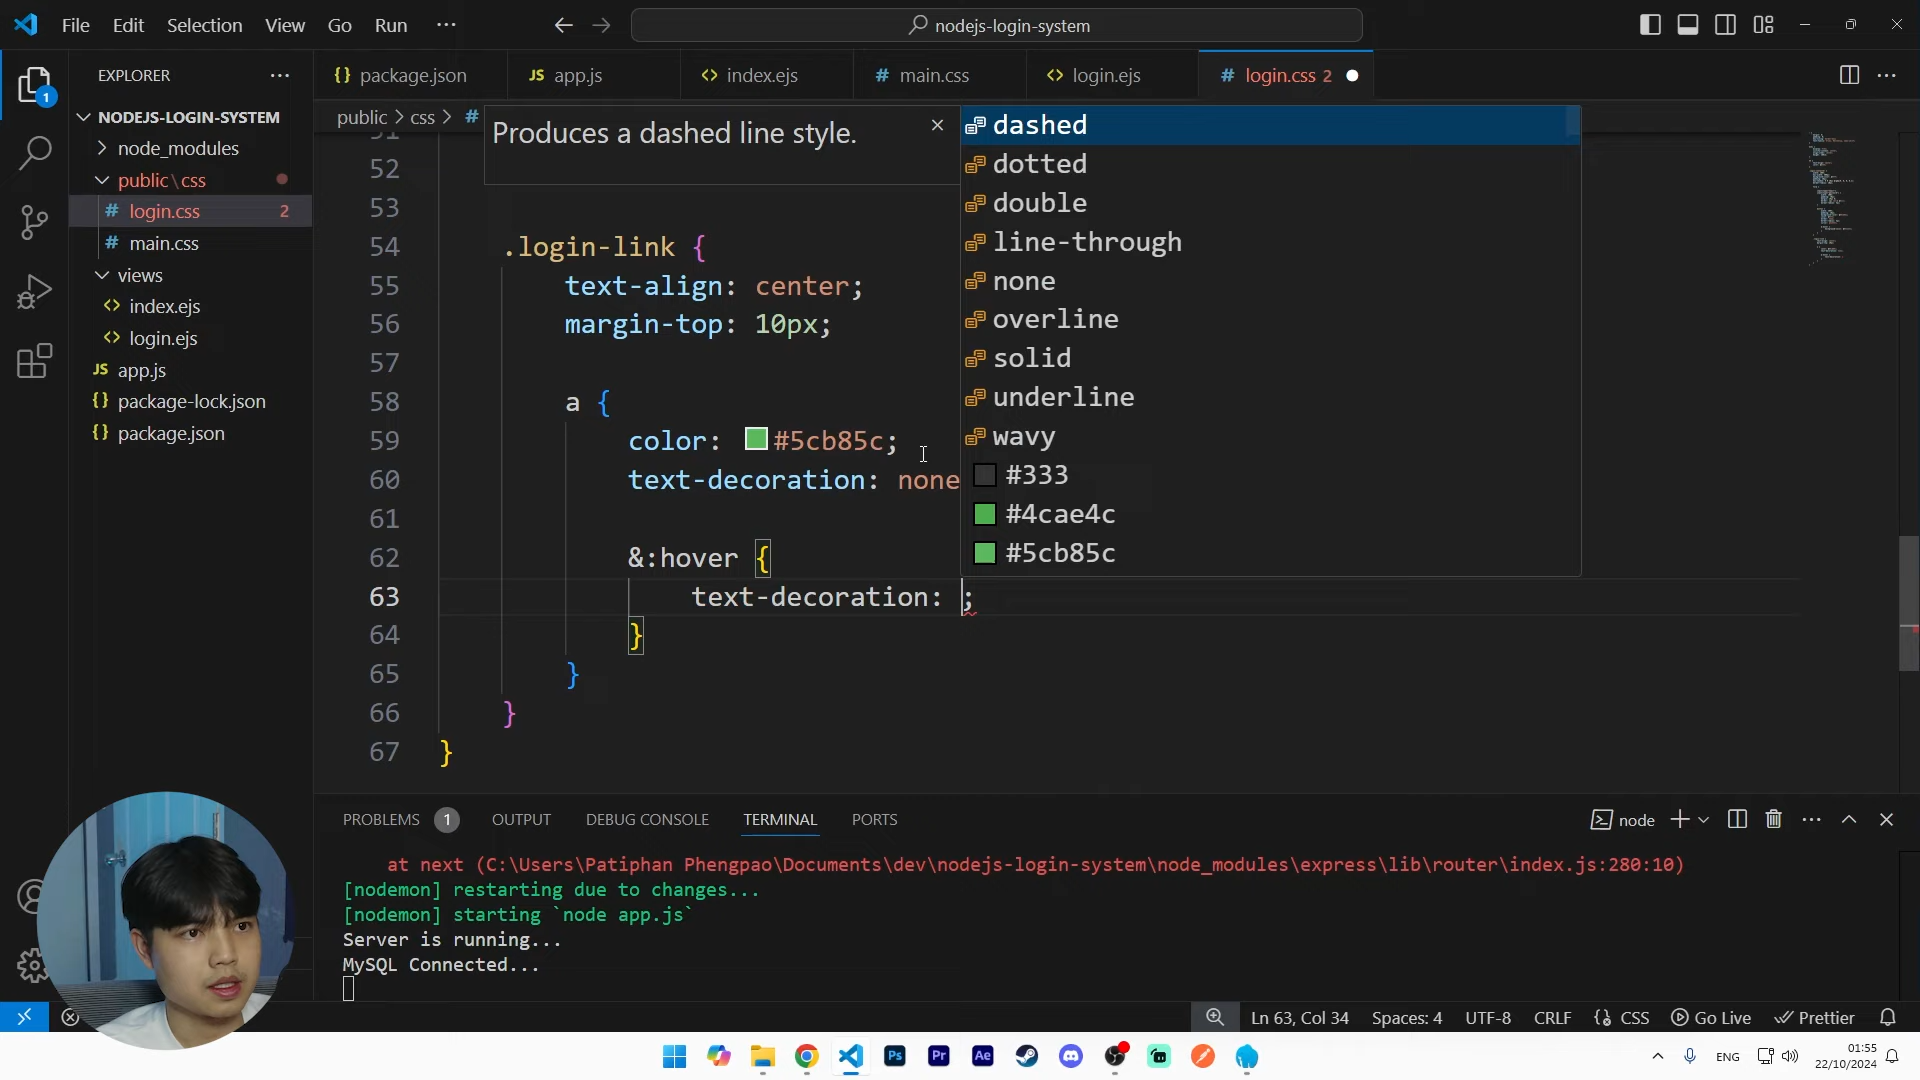 File Edit Selection View Go Run ···
nodejs-login-system
EXPLORER ···
package.json
app.js
index.ejs
main.css
login.ejs
login.css 2
NODEJS-LOGIN-SYSTEM
node_modules
public\css
login.css 2
main.css
views
index.ejs
login.ejs
app.js
package-lock.json
package.json
1
public > css > #
Produces a dashed line style.
dashed
dotted
double
line-through
none
overline
solid
underline
wavy
#333
#4cae4c
#5cb85c
52
53
54 .login-link {
55 text-align: center;
56 margin-top: 10px;
57
58 a {
59 color: #5cb85c;
60 text-decoration: none
61
62 &:hover {
63 text-decoration: ;
64 }
65 }
66 }
67 }
PROBLEMS 1 OUTPUT DEBUG CONSOLE TERMINAL PORTS
node
at next (C:\Users\Patiphan Phengpao\Documents\dev\nodejs-login-system\node_modules\express\lib\router\index.js:280:10)
[nodemon] restarting due to changes...
[nodemon] starting `node app.js`
Server is running...
MySQL Connected...
Ln 63, Col 34 Spaces: 4 UTF-8 CRLF {} CSS Go Live Prettier
Ps Pr Ae
ENG
01:55
22/10/2024